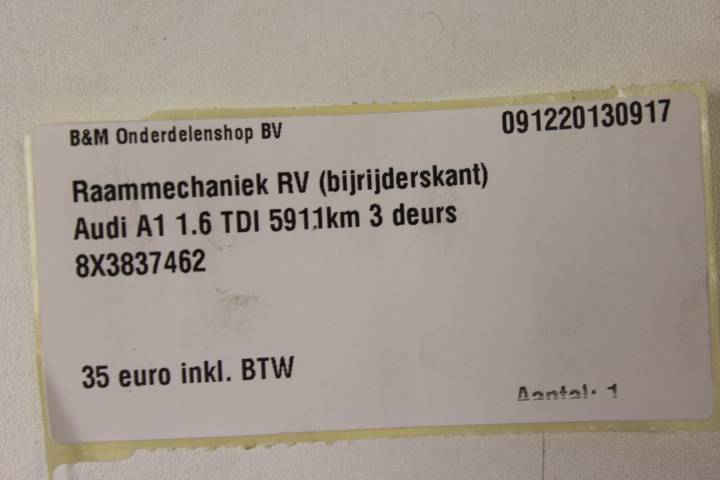 B&M Onderdelenshop BV
091220130917
Raammechaniek RV (bijrijderskant)
Audi A1 1.6 TDI 5911km 3 deurs
8X3837462
35 euro inkl. BTW
Aantal: 1